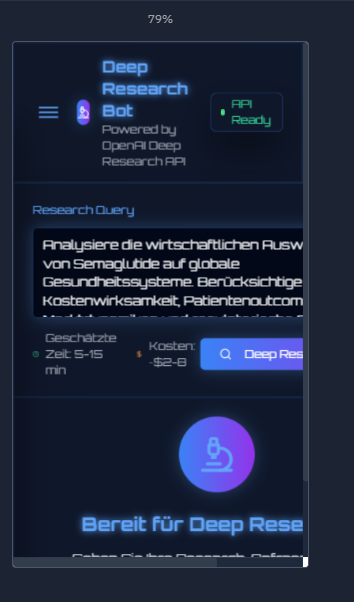 79%
Deep
Research
Bot
Powered by
OpenAI Deep
Research API
API
Ready
Research Query
Analysiere die wirtschaftlichen Ausw
von Semaglutide auf globale
Gesundheitssysteme. Berücksichtige
Kostenwirksamkeit, Patientenoutcom
Geschätzte
Zeit: 5-15
min
Kosten:
~$2-8
Deep Res
Bereit für Deep Rese